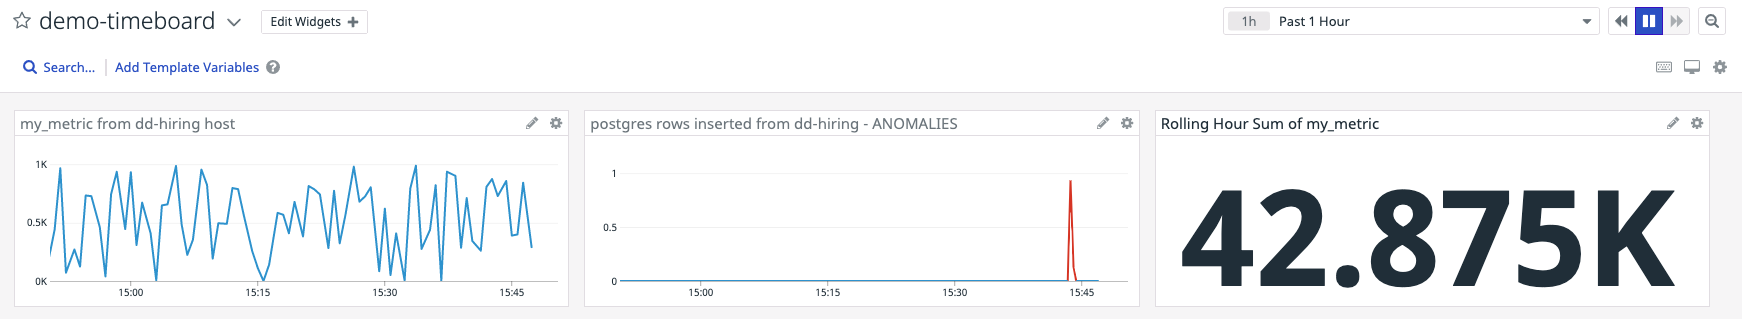 demo-timeboard Edit Widgets + 1h Past 1 Hour
Search... Add Template Variables ?
my_metric from dd-hiring host
1K
0.5K
0K
15:00 15:15 15:30 15:45
postgres rows inserted from dd-hiring - ANOMALIES
1
0.5
0
15:00 15:15 15:30 15:45
Rolling Hour Sum of my_metric
42.875K